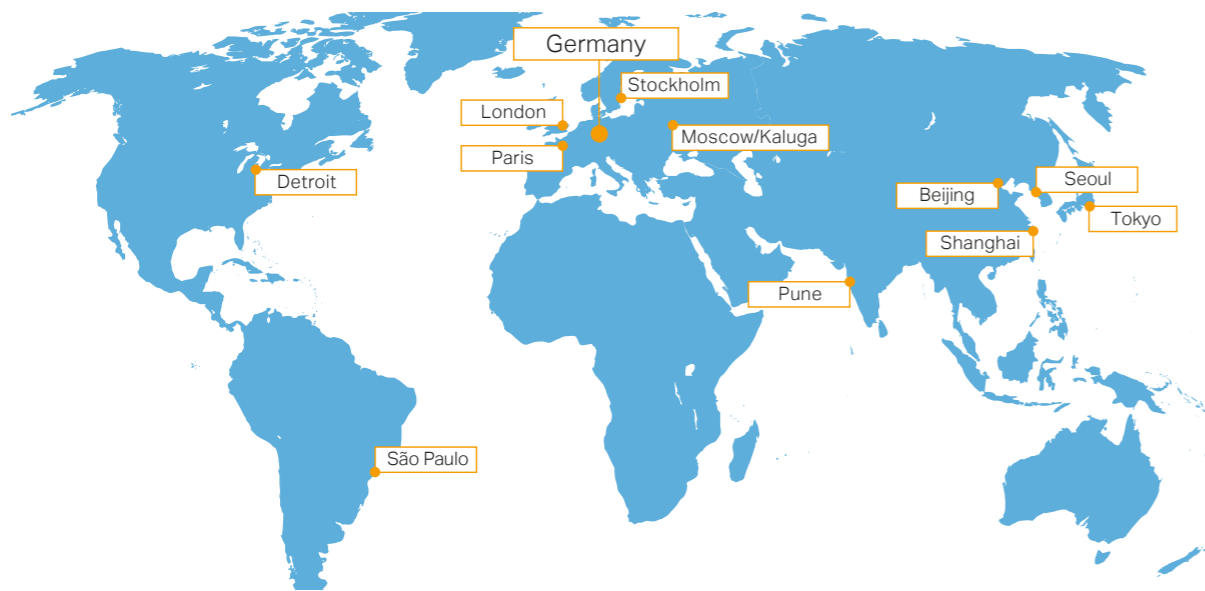 Germany
Stockholm
London
Moscow/Kaluga
Paris
Detroit
Seoul
Beijing
Tokyo
Shanghai
Pune
São Paulo